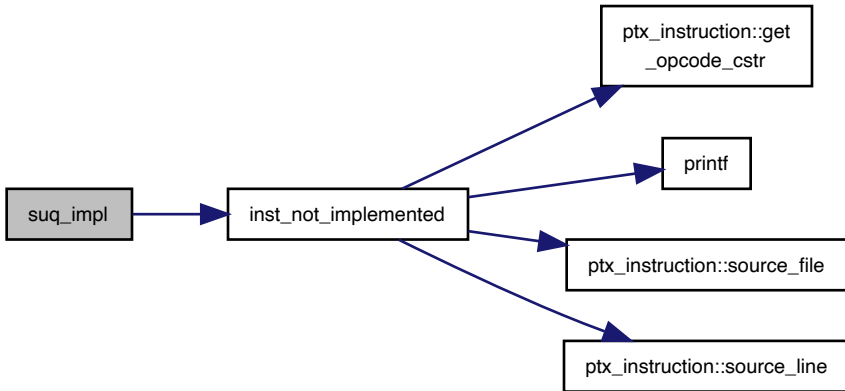 ptx_instruction::get
_opcode_cstr
printf
suq_impl
inst_not_implemented
ptx_instruction::source_file
ptx_instruction::source_line